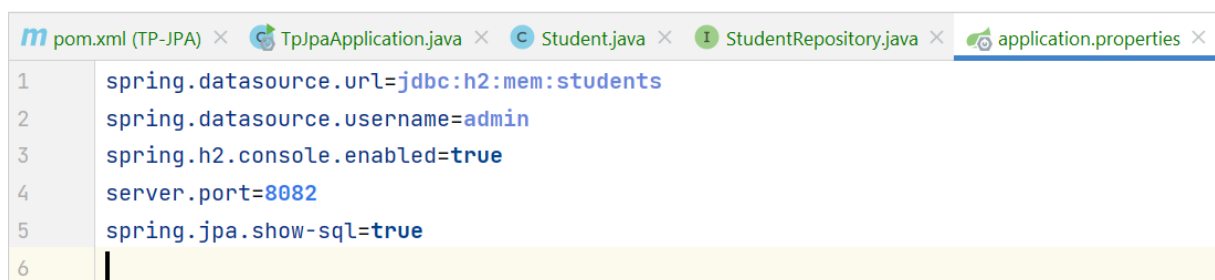 m pom.xml (TP-JPA) × C TpJpaApplication.java × C Student.java × I StudentRepository.java × application.properties ×
1 spring.datasource.url=jdbc:h2:mem:students
2 spring.datasource.username=admin
3 spring.h2.console.enabled=true
4 server.port=8082
5 spring.jpa.show-sql=true
6